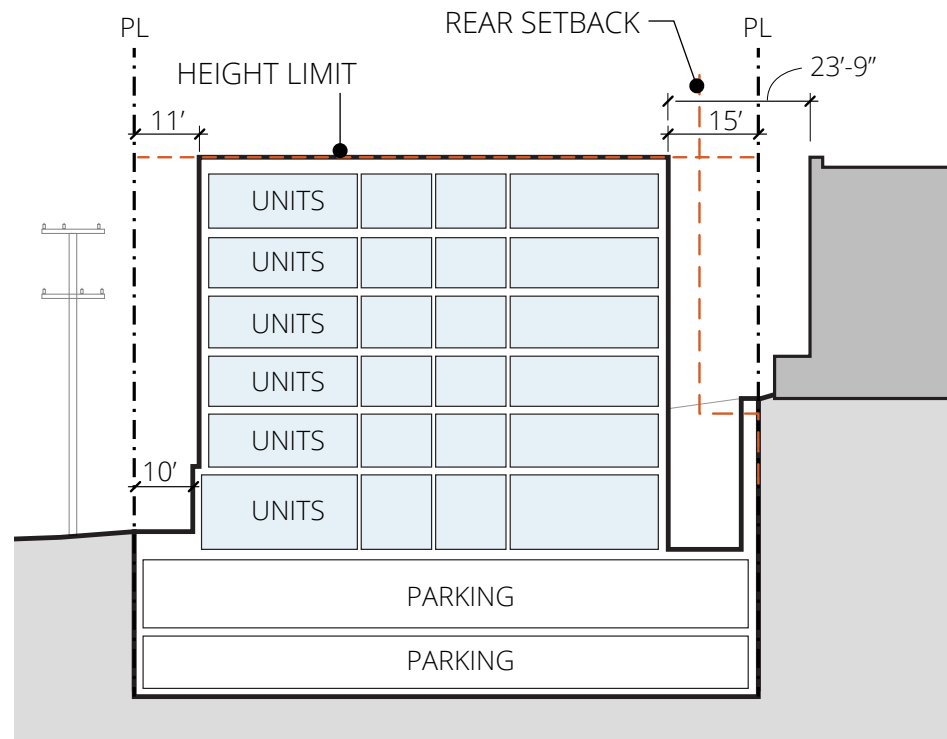 REAR SETBACK
PL
PL
23’-9”
HEIGHT LIMIT
11’
15’
UNITS
UNITS
UNITS
UNITS
UNITS
10’
UNITS
PARKING
PARKING